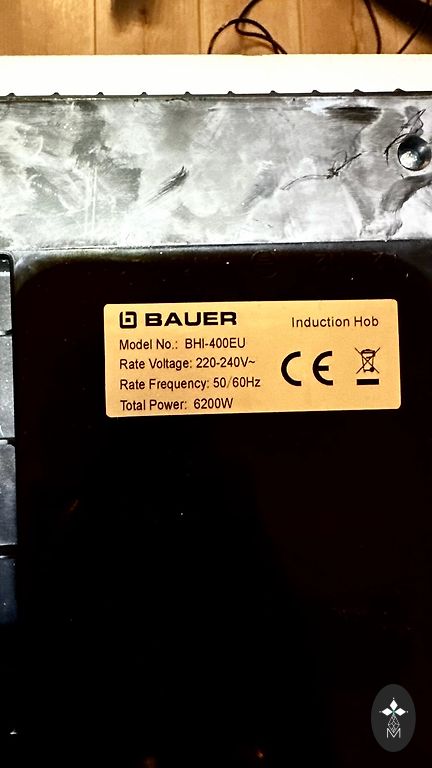 BAUER
Induction Hob
Model No.: BHI-400EU
Rate Voltage: 220-240V~
Rate Frequency: 50/60Hz
Total Power: 6200W
CE
M